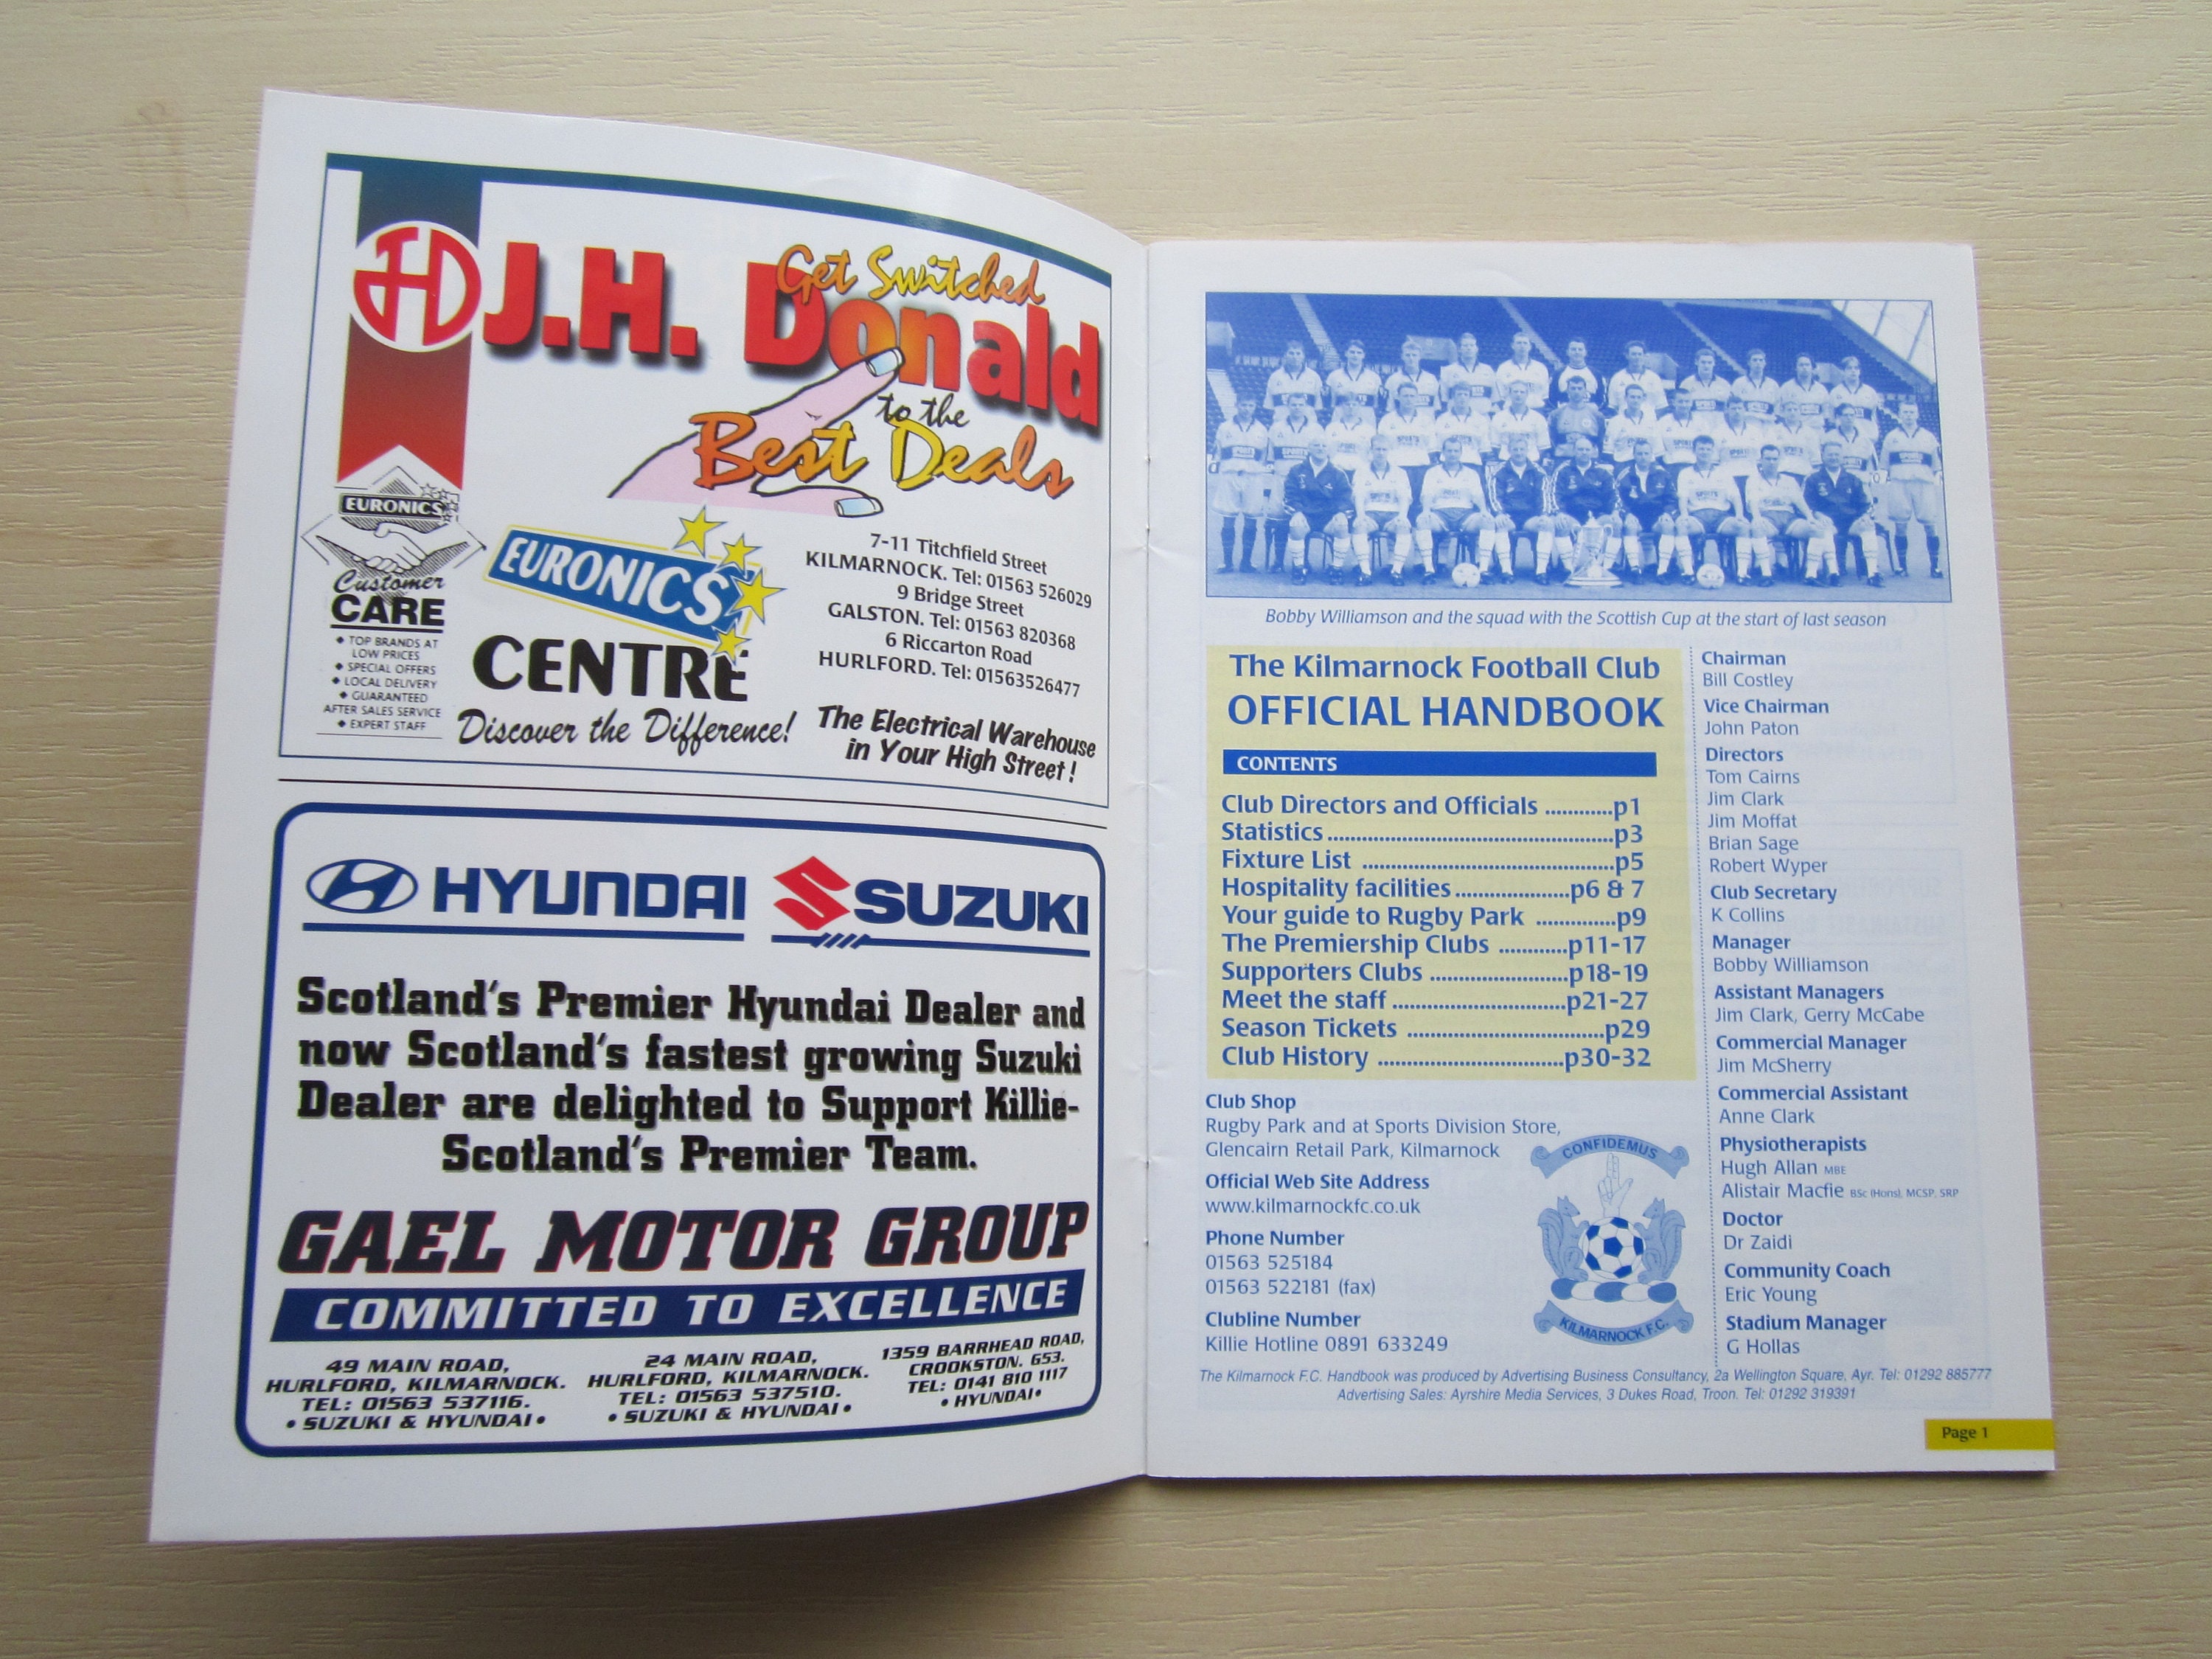 JHD
J.H. Donald
Get Switched
to the
Best Deals
EURONICS
Customer
CARE
◆ TOP BRANDS AT
LOW PRICES
◆ SPECIAL OFFERS
◆ LOCAL DELIVERY
◆ GUARANTEED
AFTER SALES SERVICE
◆ EXPERT STAFF
EURONICS
CENTRE
Discover the Difference!
7-11 Titchfield Street
KILMARNOCK. Tel: 01563 526029
9 Bridge Street
GALSTON. Tel: 01563 820368
6 Riccarton Road
HURLFORD. Tel: 01563526477
The Electrical Warehouse
in Your High Street!
HYUNDAI
SUZUKI
Scotland's Premier Hyundai Dealer and
now Scotland's fastest growing Suzuki
Dealer are delighted to Support Killie-
Scotland's Premier Team.
GAEL MOTOR GROUP
COMMITTED TO EXCELLENCE
49 MAIN ROAD,
HURLFORD, KILMARNOCK.
TEL: 01563 537116.
• SUZUKI & HYUNDAI •
24 MAIN ROAD,
HURLFORD, KILMARNOCK.
TEL: 01563 537510.
• SUZUKI & HYUNDAI •
1359 BARRHEAD ROAD,
CROOKSTON. G53.
TEL: 0141 810 1117
• HYUNDAI•
Bobby Williamson and the squad with the Scottish Cup at the start of last season
The Kilmarnock Football Club
OFFICIAL HANDBOOK
CONTENTS
Club Directors and Officials ...........p1
Statistics...............................................p3
Fixture List .........................................p5
Hospitality facilities...................p6 & 7
Your guide to Rugby Park .............p9
The Premiership Clubs ...........p11-17
Supporters Clubs ......................p18-19
Meet the staff............................p21-27
Season Tickets ................................p29
Club History ..............................p30-32
Club Shop
Rugby Park and at Sports Division Store,
Glencairn Retail Park, Kilmarnock
Official Web Site Address
www.kilmarnockfc.co.uk
Phone Number
01563 525184
01563 522181 (fax)
Clubline Number
Killie Hotline 0891 633249
CONFIDEMUS
KILMARNOCK F.C.
Chairman
Bill Costley
Vice Chairman
John Paton
Directors
Tom Cairns
Jim Clark
Jim Moffat
Brian Sage
Robert Wyper
Club Secretary
K Collins
Manager
Bobby Williamson
Assistant Managers
Jim Clark, Gerry McCabe
Commercial Manager
Jim McSherry
Commercial Assistant
Anne Clark
Physiotherapists
Hugh Allan MBE
Alistair Macfie BSc (Hons), MCSP, SRP
Doctor
Dr Zaidi
Community Coach
Eric Young
Stadium Manager
G Hollas
The Kilmarnock F.C. Handbook was produced by Advertising Business Consultancy, 2a Wellington Square, Ayr. Tel: 01292 885777
Advertising Sales: Ayrshire Media Services, 3 Dukes Road, Troon. Tel: 01292 319391
Page 1